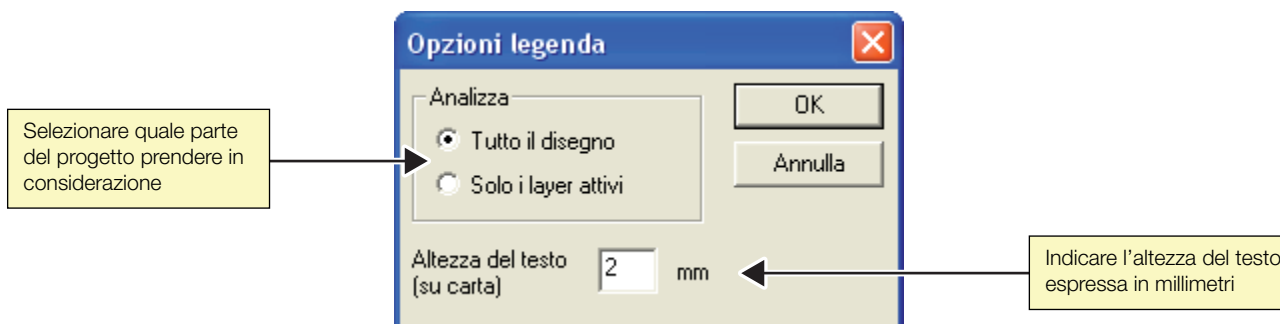 Opzioni legenda
Analizza
Tutto il disegno
Solo i layer attivi
OK
Annulla
Selezionare quale parte
del progetto prendere in
considerazione
Altezza del testo
(su carta)
2
mm
Indicare l’altezza del testo
espressa in millimetri